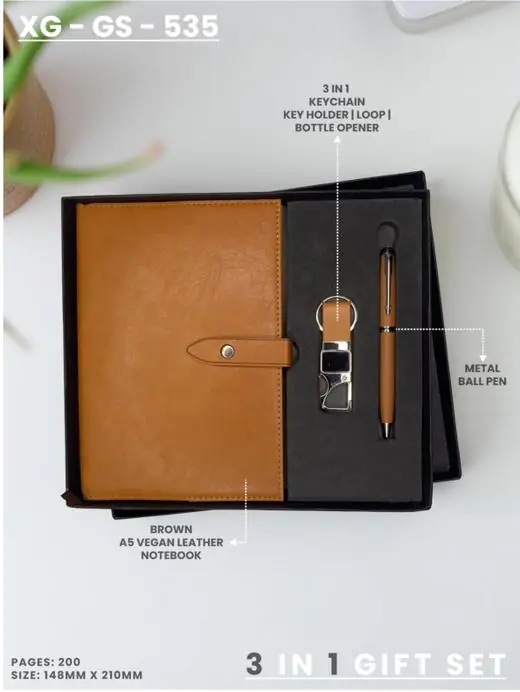 XG - GS - 535
3 IN 1
KEYCHAIN
KEY HOLDER | LOOP |
BOTTLE OPENER
METAL
BALL PEN
BROWN
A5 VEGAN LEATHER
NOTEBOOK
PAGES: 200
SIZE: 148MM X 210MM
3 IN 1 GIFT SET